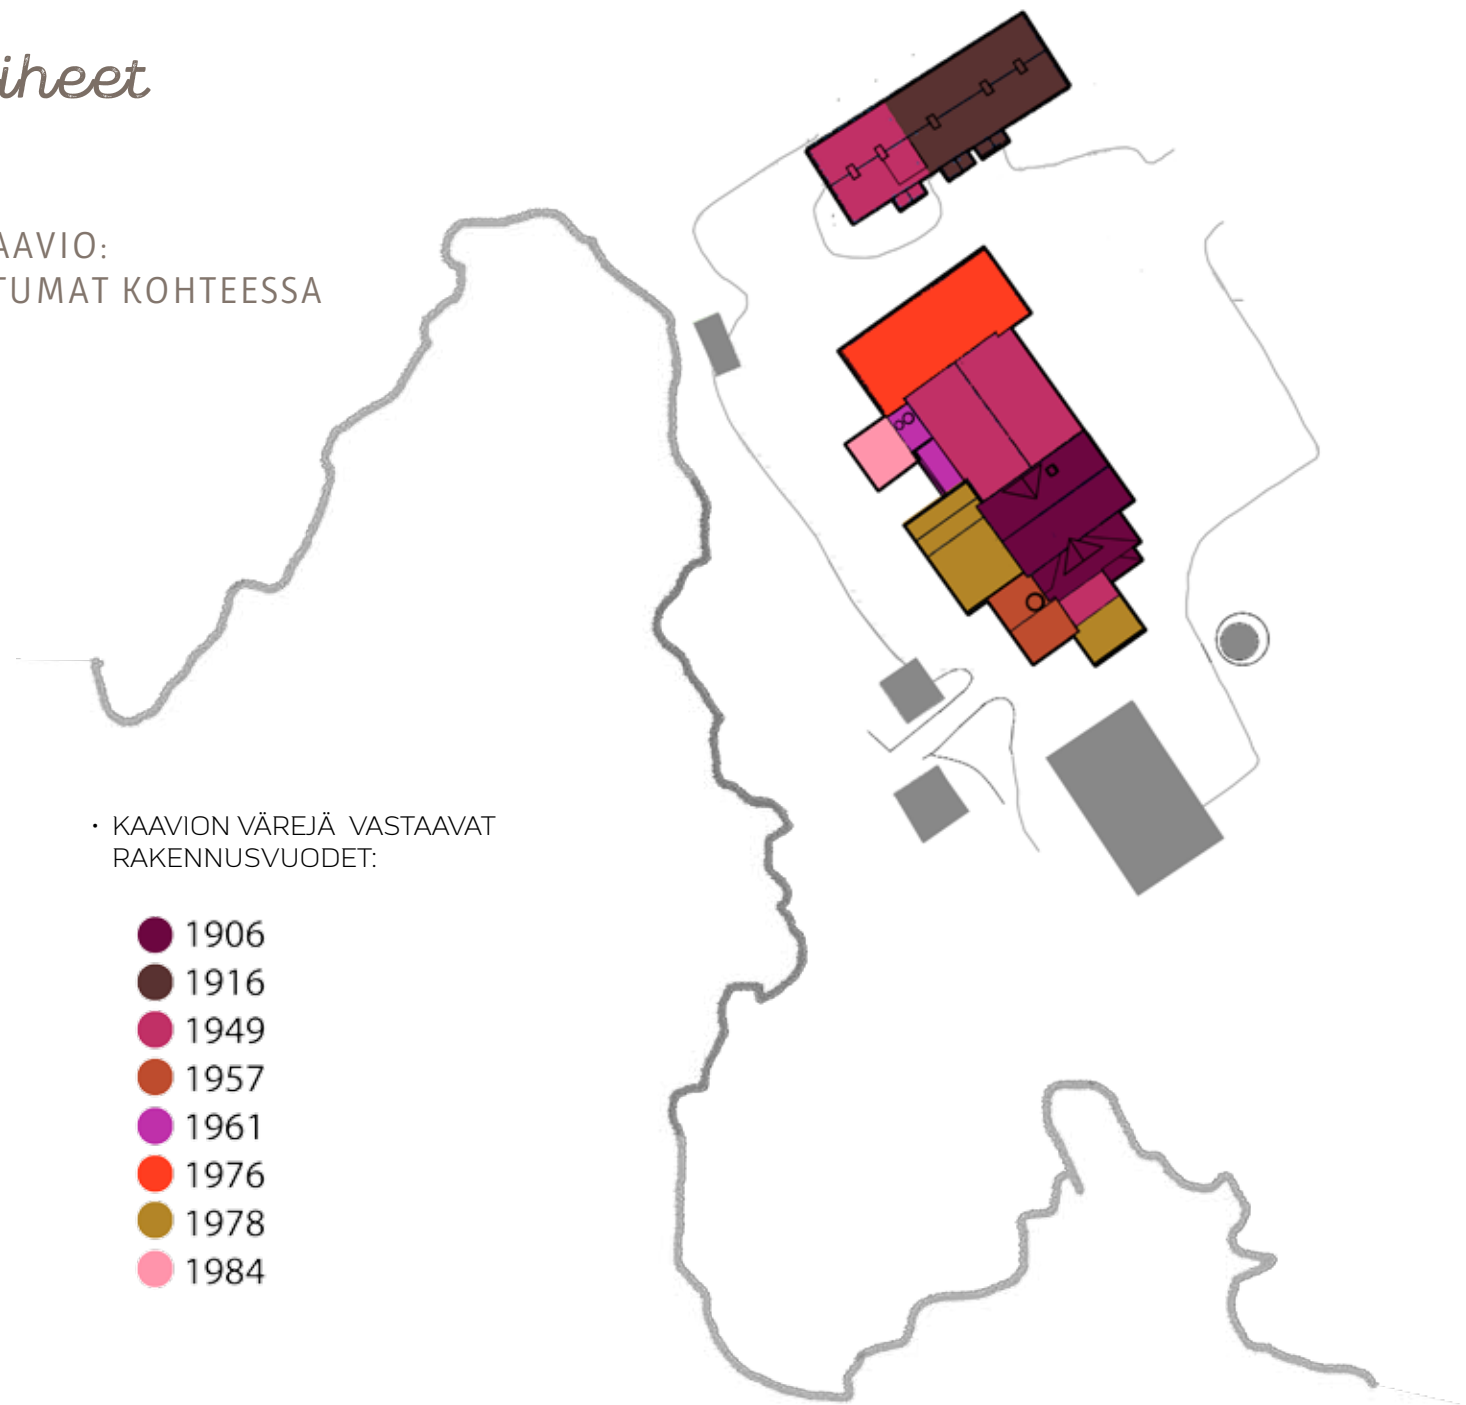 iheet
AAVIO:
TUMAT KOHTEESSA
• KAAVION VÄREJÄ VASTAAVAT
RAKENNUSVUODET:
1906
1916
1949
1957
1961
1976
1978
1984